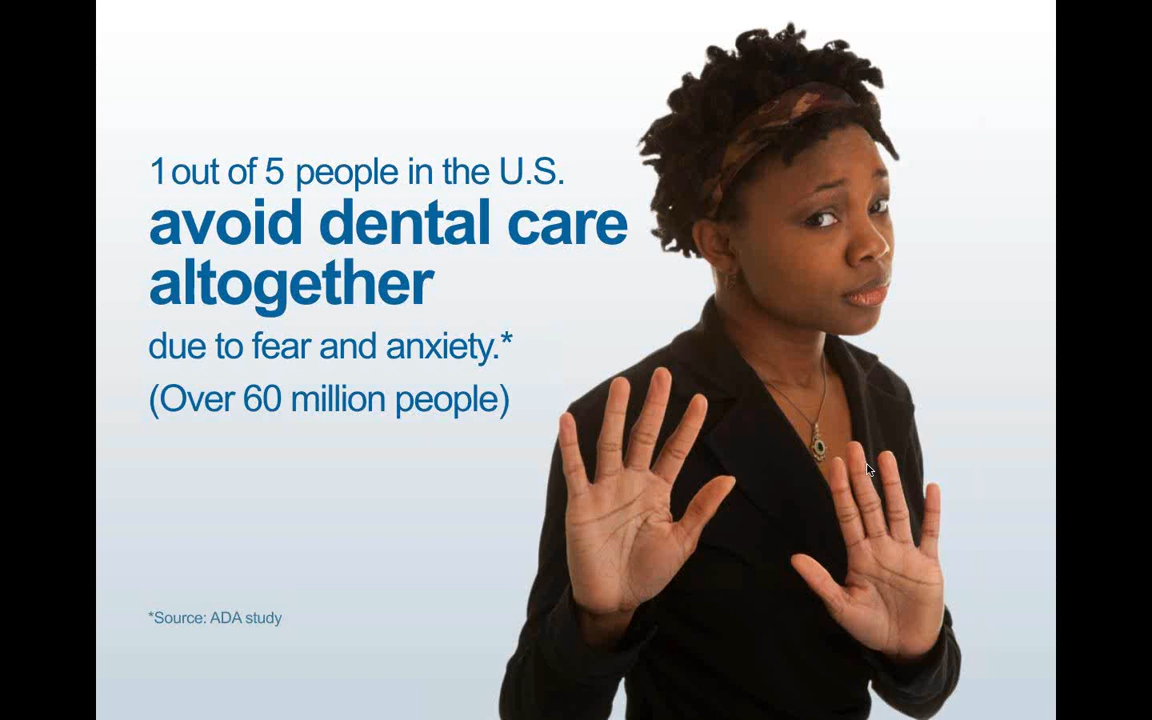 1 out of 5 people in the U.S.
avoid dental care
altogether
due to fear and anxiety.*
(Over 60 million people)
*Source: ADA study